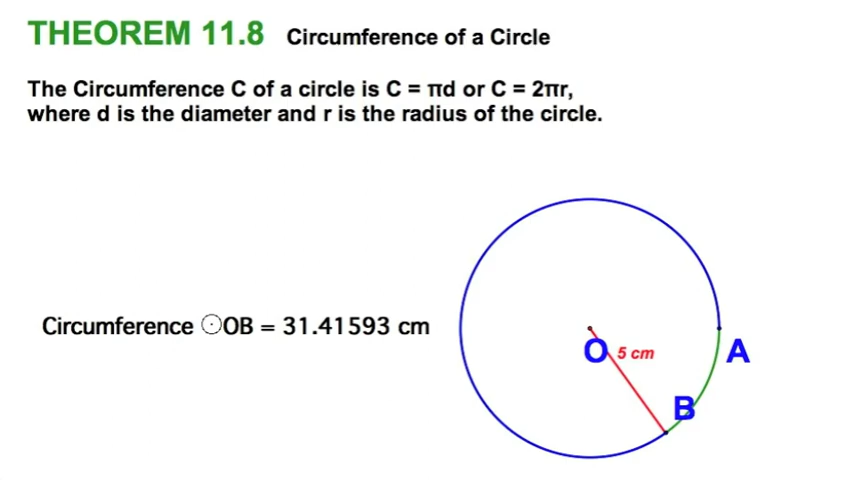 THEOREM 11.8 Circumference of a Circle
The Circumference C of a circle is C = πd or C = 2πr,
where d is the diameter and r is the radius of the circle.
Circumference ⨀OB = 31.41593 cm
O 5 cm
A
B